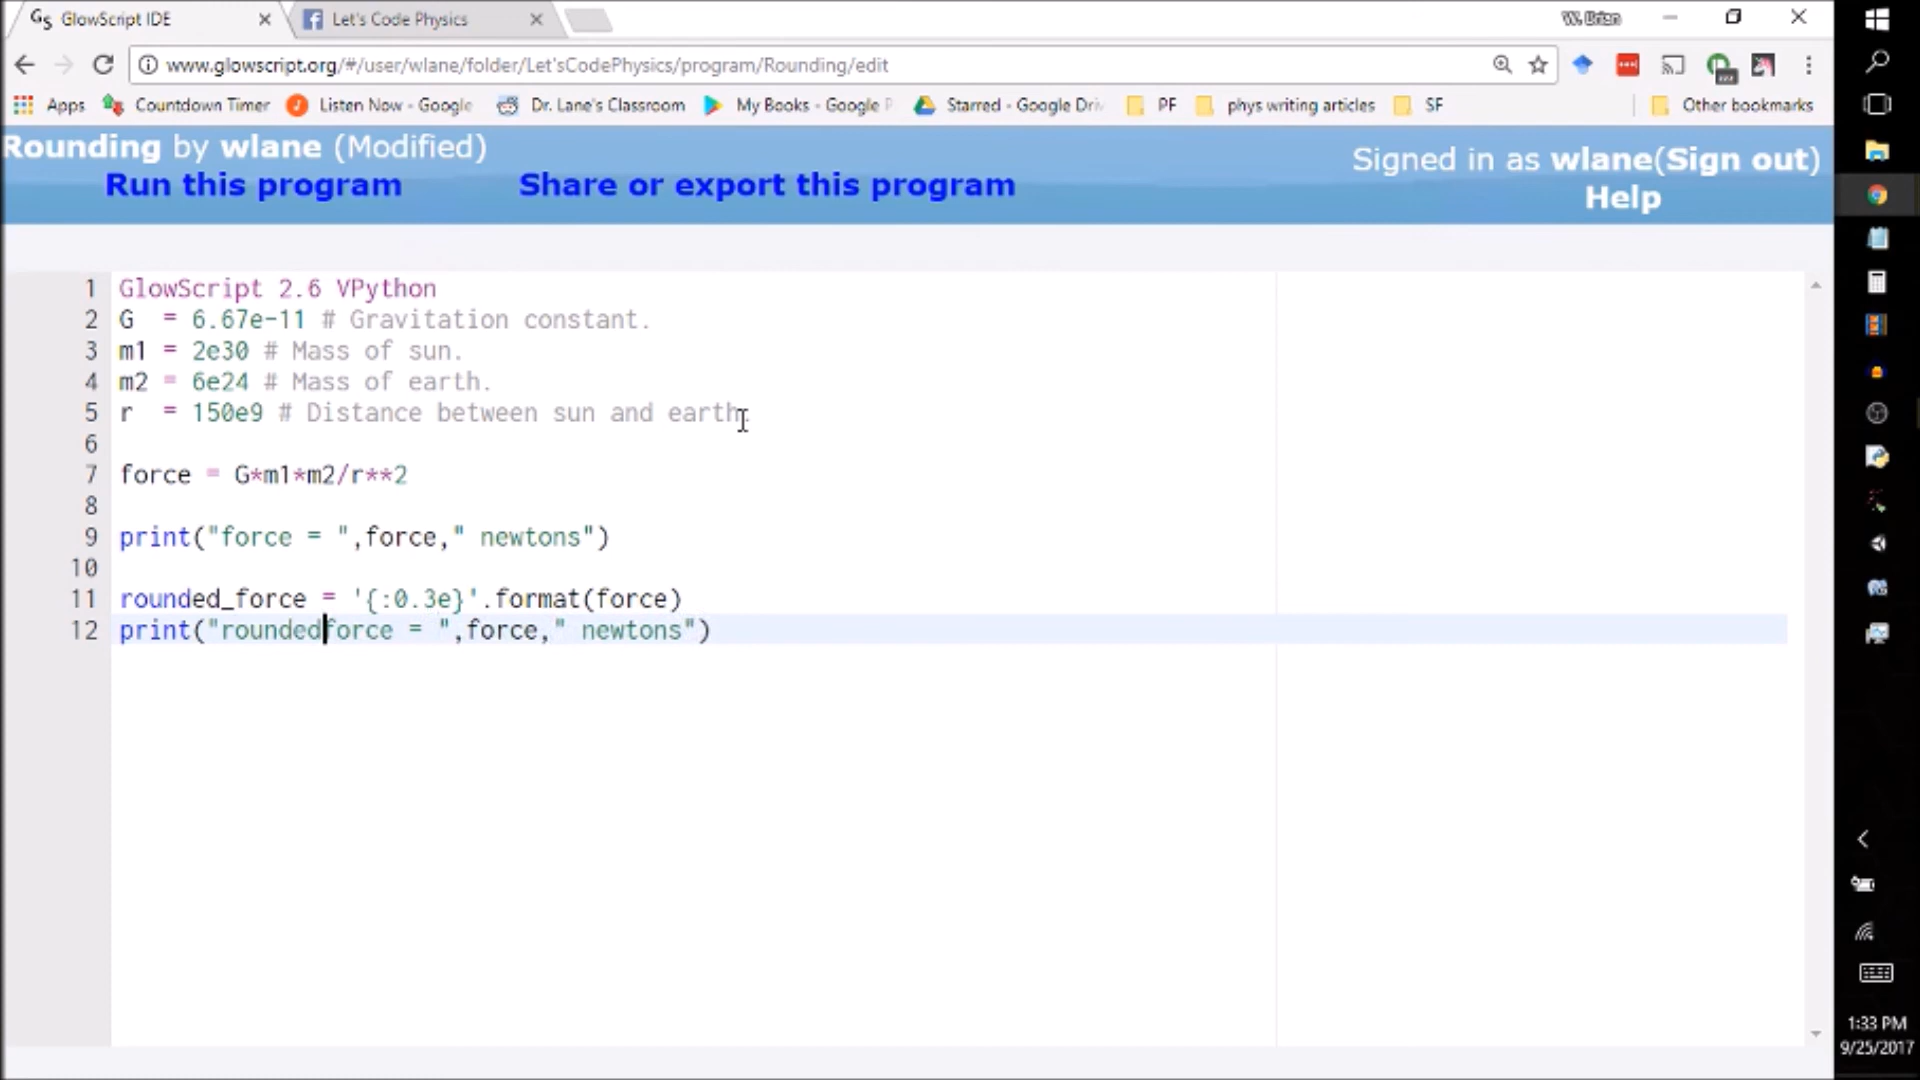 GlowScript IDE
Let's Code Physics
www.glowscript.org/#/user/wlane/folder/Let'sCodePhysics/program/Rounding/edit
Apps Countdown Timer Listen Now - Google Dr. Lane's Classroom My Books - Google P Starred - Google Driv PF phys writing articles SF Other bookmarks
Rounding by wlane (Modified)
Signed in as wlane(Sign out)
Run this program Share or export this program
Help
1 GlowScript 2.6 VPython
2 G = 6.67e-11 # Gravitation constant.
3 m1 = 2e30 # Mass of sun.
4 m2 = 6e24 # Mass of earth.
5 r = 150e9 # Distance between sun and earth.
6
7 force = G*m1*m2/r**2
8
9 print("force = ",force," newtons")
10
11 rounded_force = '{:0.3e}'.format(force)
12 print("roundedforce = ",force," newtons")
1:33 PM
9/25/2017